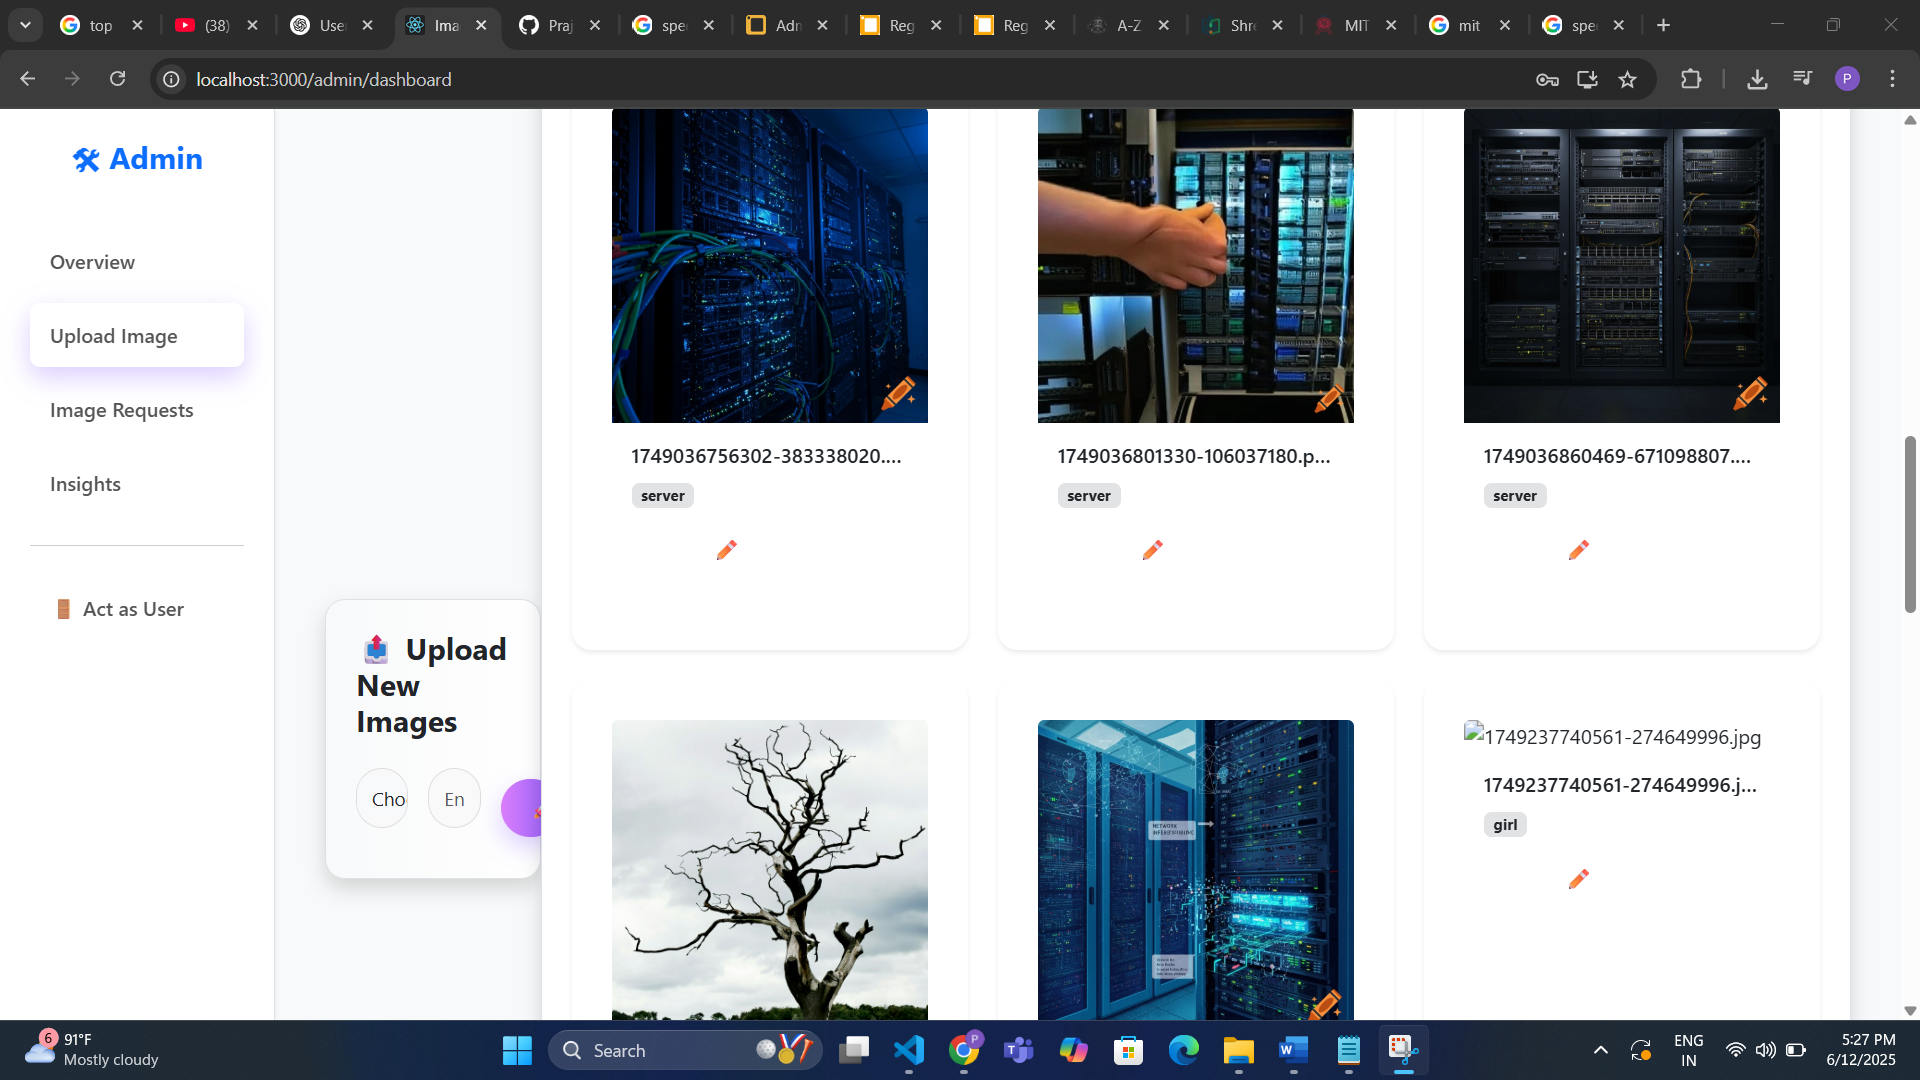 top
(38)
Use
Ima
Praj
spe
Adn
Reg
Reg
A-Z
Shre
MIT
mit
spe
localhost:3000/admin/dashboard
P
🛠 Admin
Overview
Upload Image
Image Requests
Insights
🚪 Act as User
📤 Upload
New
Images
Choo
En
1749036756302-383338020....
server
1749036801330-106037180.p...
server
1749036860469-671098807....
server
1749237740561-274649996.jpg
1749237740561-274649996.j...
girl
6
91°F
Mostly cloudy
Search
P
ENG
IN
5:27 PM
6/12/2025